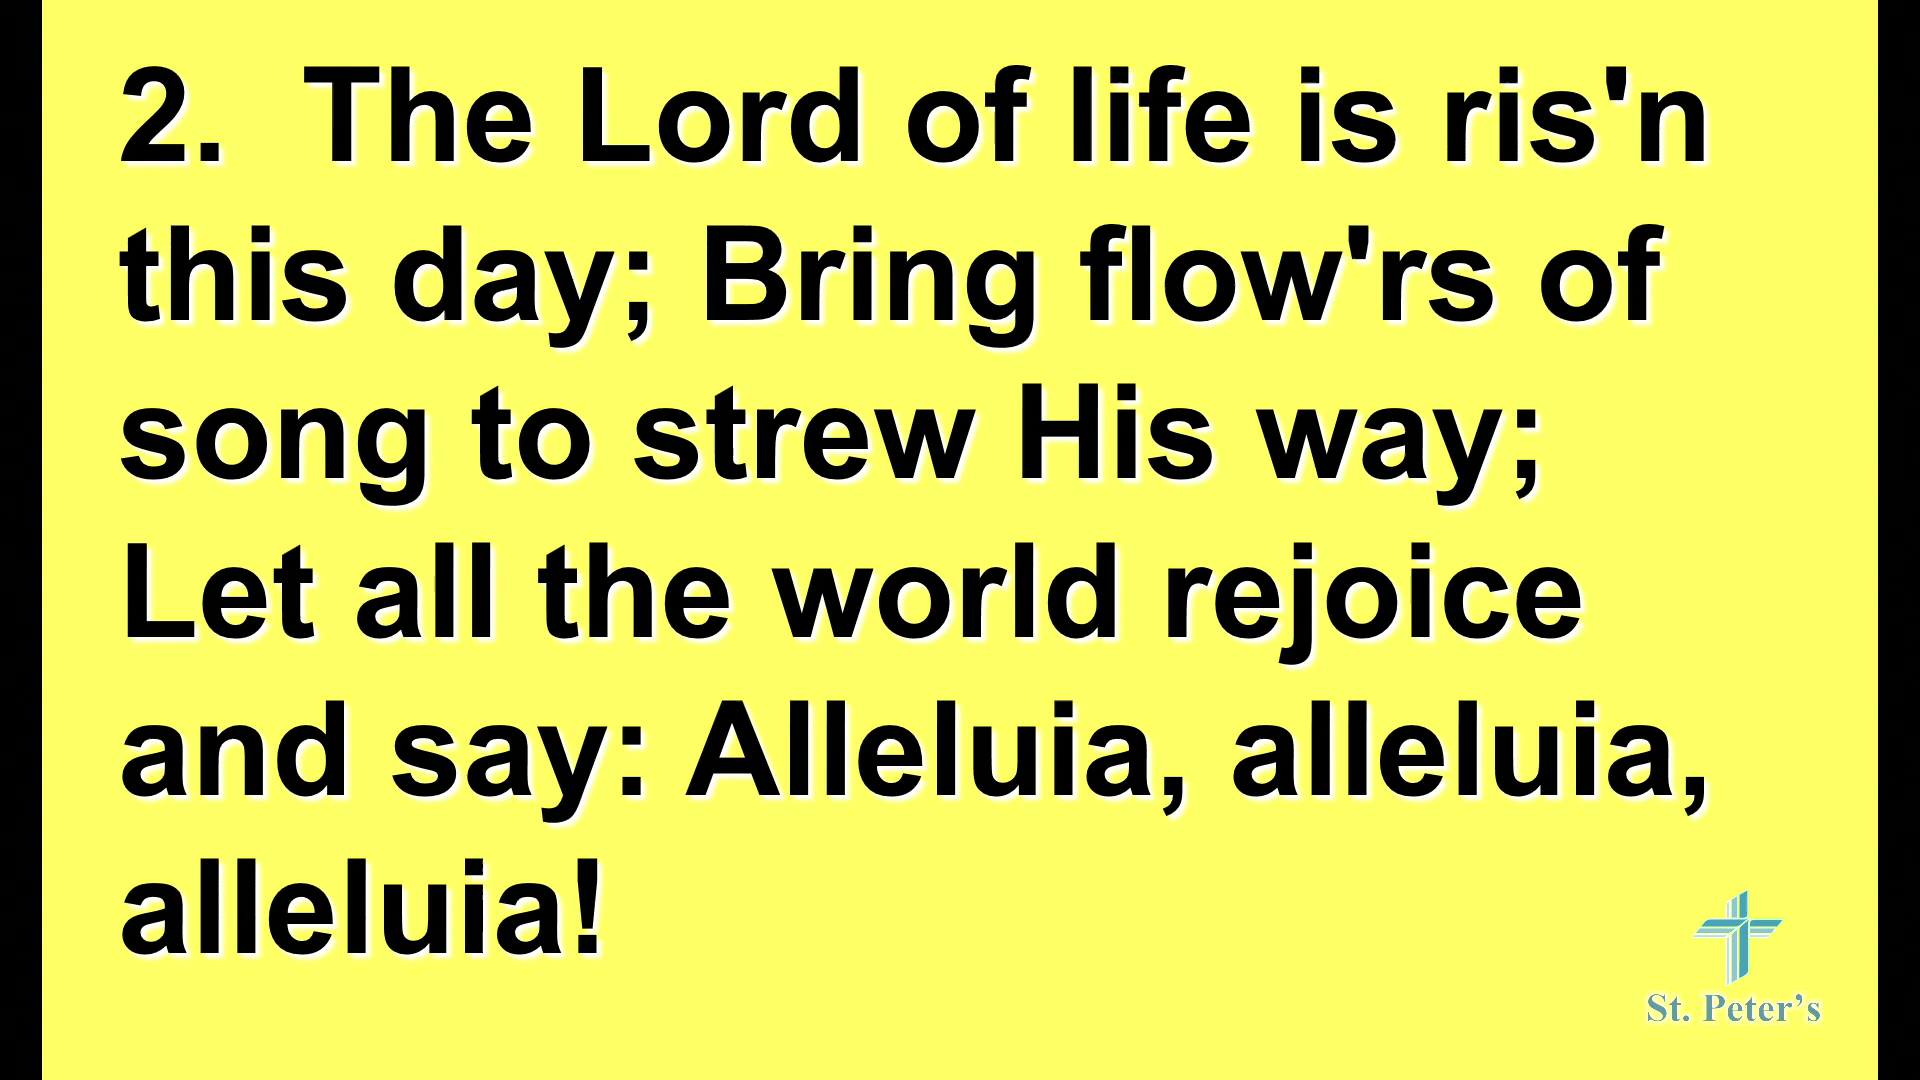 2.  The Lord of life is ris'n
this day; Bring flow'rs of
song to strew His way;
Let all the world rejoice
and say: Alleluia, alleluia,
alleluia!
St. Peter’s